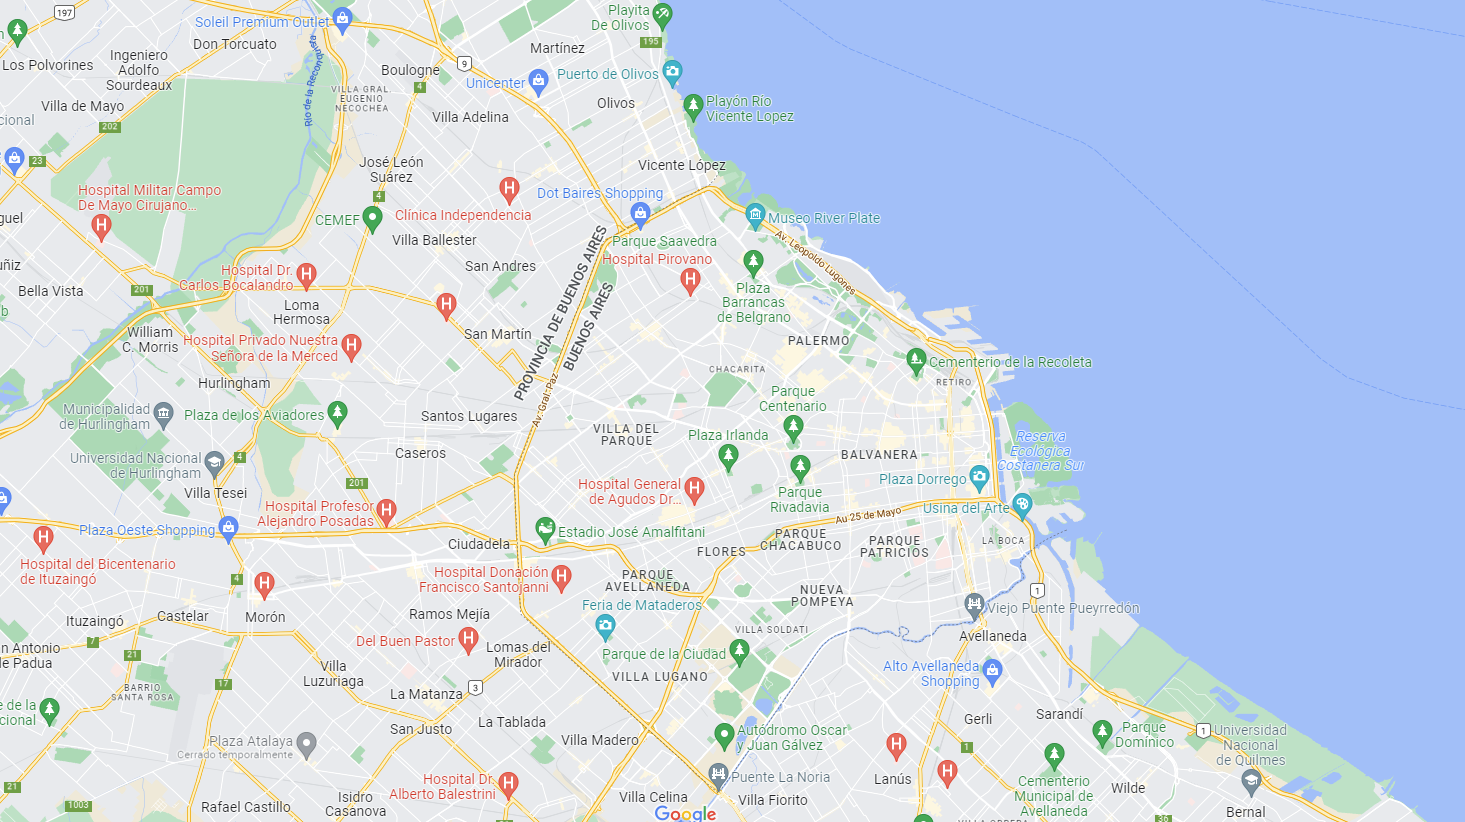 197
Soleil Premium Outlet
Don Torcuato
Los Polvorines
Ingeniero
Adolfo
Sourdeaux
Villa de Mayo
cional
202
23
VILLA GRAL.
EUGENIO
NECOCHEA
Río de la Reconquista
Boulogne
4
9
Martínez
Unicenter
Playita
De Olivos
195
Puerto de Olivos
Olivos
Playón Río
Vicente Lopez
Villa Adelina
José León
Suárez
4
Vicente López
Hospital Militar Campo
De Mayo Cirujano...
CEMEF
Clínica Independencia
Dot Baires Shopping
Museo River Plate
Av. Leopoldo Lugones
Villa Ballester
San Andres
Parque Saavedra
Hospital Pirovano
Plaza
Barrancas
de Belgrano
guel
uñiz
Bella Vista
201
Hospital Dr.
Carlos Bocalandro
Loma
Hermosa
William
C. Morris
Hospital Privado Nuestra
Señora de la Merced
San Martín
PROVINCIA DE BUENOS AIRES
BUENOS AIRES
Av. Gral. Paz
PALERMO
CHACARITA
Cementerio de la Recoleta
RETIRO
b
Hurlingham
Municipalidad
de Hurlingham
Plaza de los Aviadores
Santos Lugares
VILLA DEL
PARQUE
Parque
Centenario
Plaza Irlanda
BALVANERA
Reserva
Ecológica
Costanera Sur
Universidad Nacional
de Hurlingham
4
Caseros
Villa Tesei
201
Hospital General
de Agudos Dr...
Parque
Rivadavia
Plaza Dorrego
Usina del Arte
Au 25 de Mayo
Hospital Profesor
Alejandro Posadas
Plaza Oeste Shopping
Ciudadela
Estadio José Amalfitani
FLORES
PARQUE
CHACABUCO
PARQUE
PATRICIOS
LA BOCA
Hospital del Bicentenario
de Ituzaingó
4
Hospital Donación
Francisco Santojanni
PARQUE
AVELLANEDA
NUEVA
POMPEYA
1
Viejo Puente Pueyrredón
Ituzaingó
Castelar
Morón
Ramos Mejía
Feria de Mataderos
Avellaneda
VILLA SOLDATI
7
21
an Antonio
de Padua
Del Buen Pastor
Lomas del
Mirador
Parque de la Ciudad
VILLA LUGANO
Alto Avellaneda
Shopping
BARRIO
SANTA ROSA
17
Villa
Luzuriaga
3
La Matanza
San Justo
La Tablada
e de la
cional
Gerli
Sarandí
Parque
Domínico
1
Universidad
Nacional
de Quilmes
Plaza Atalaya
Cerrado temporalmente
Villa Madero
Autódromo Oscar
y Juan Gálvez
1
Puente La Noria
Lanús
Cementerio
Municipal de
Avellaneda
Wilde
21
1003
Rafael Castillo
Isidro
Casanova
Hospital Dr.
Alberto Balestrini
4
Villa Celina
Google
Villa Fiorito
36
Bernal